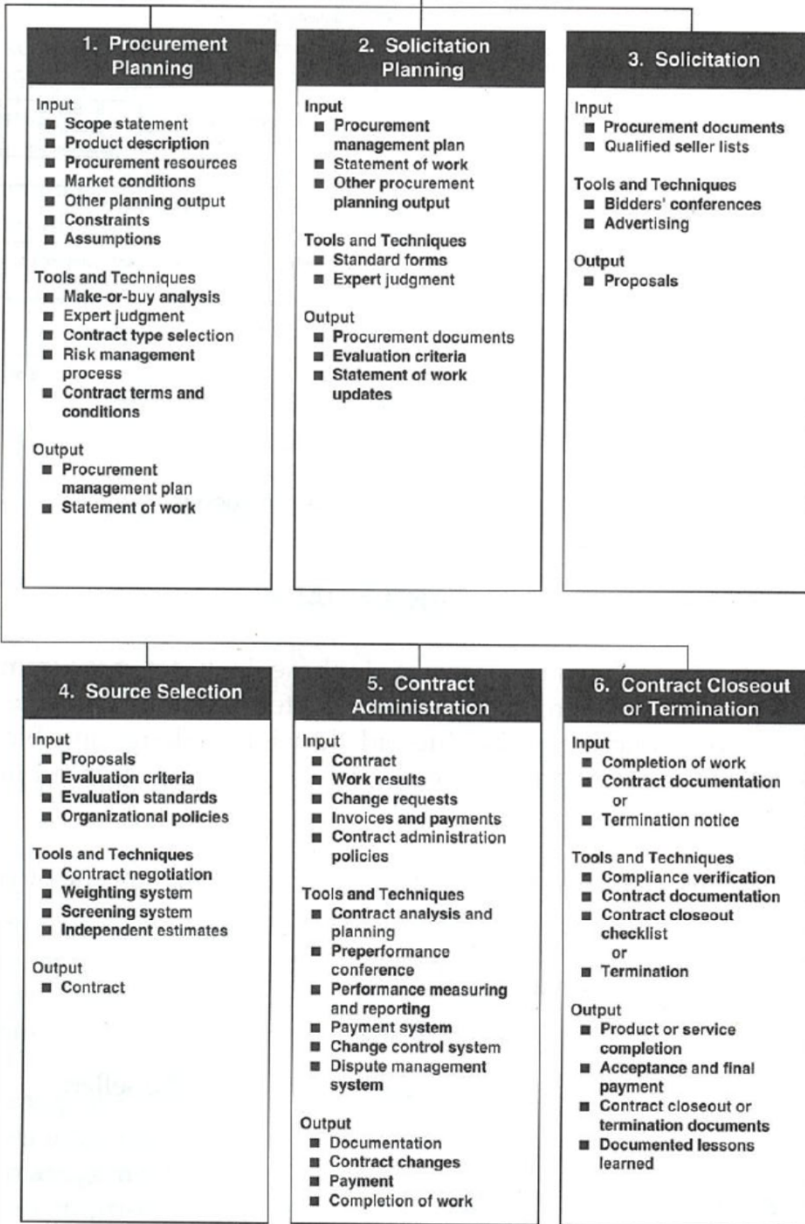 1. Procurement
Planning
Input
■ Scope statement
■ Product description
■ Procurement resources
■ Market conditions
■ Other planning output
■ Constraints
■ Assumptions
Tools and Techniques
■ Make-or-buy analysis
■ Expert judgment
■ Contract type selection
■ Risk management
process
■ Contract terms and
conditions
Output
■ Procurement
management plan
■ Statement of work
2. Solicitation
Planning
Input
■ Procurement
management plan
■ Statement of work
■ Other procurement
planning output
Tools and Techniques
■ Standard forms
■ Expert judgment
Output
■ Procurement documents
■ Evaluation criteria
■ Statement of work
updates
3. Solicitation
Input
■ Procurement documents
■ Qualified seller lists
Tools and Techniques
■ Bidders' conferences
■ Advertising
Output
■ Proposals
4. Source Selection
Input
■ Proposals
■ Evaluation criteria
■ Evaluation standards
■ Organizational policies
Tools and Techniques
■ Contract negotiation
■ Weighting system
■ Screening system
■ Independent estimates
Output
■ Contract
5. Contract
Administration
Input
■ Contract
■ Work results
■ Change requests
■ Invoices and payments
■ Contract administration
policies
Tools and Techniques
■ Contract analysis and
planning
■ Preperformance
conference
■ Performance measuring
and reporting
■ Payment system
■ Change control system
■ Dispute management
system
Output
■ Documentation
■ Contract changes
■ Payment
■ Completion of work
6. Contract Closeout
or Termination
Input
■ Completion of work
■ Contract documentation
or
■ Termination notice
Tools and Techniques
■ Compliance verification
■ Contract documentation
■ Contract closeout
checklist
or
■ Termination
Output
■ Product or service
completion
■ Acceptance and final
payment
■ Contract closeout or
termination documents
■ Documented lessons
learned